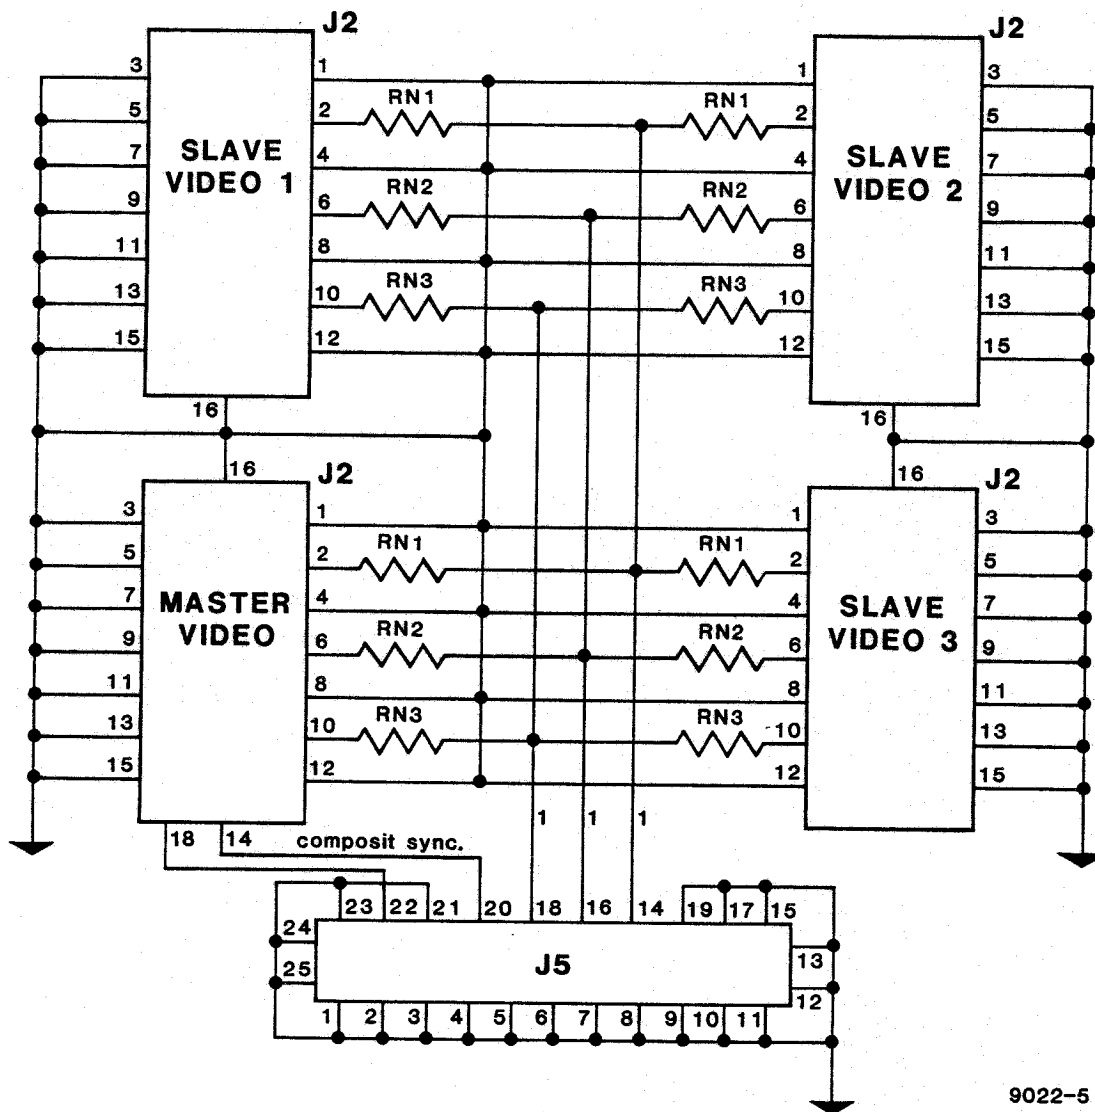 J2 J2
3 1 1 3
RN1 RN1
5 2 2 5
SLAVE VIDEO 1
SLAVE VIDEO 2
7 4 4 7
RN2 RN2
9 6 6 9
11 8 8 11
RN3 RN3
13 10 10 13
15 12 12 15
16 16
16 J2 16 J2
3 1 1 3
RN1 RN1
5 2 2 5
MASTER VIDEO
SLAVE VIDEO 3
7 4 4 7
RN2 RN2
9 6 6 9
11 8 8 11
RN3 RN3
13 10 10 13
15 12 12 15
1 1 1
18 14 composit sync.
23 22 21 20 18 16 14 19 17 15
24
J5
13
25
12
1 2 3 4 5 6 7 8 9 10 11
9022-5